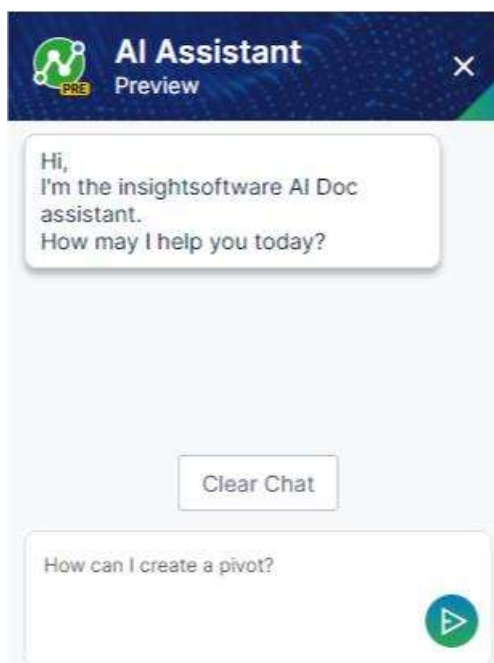 AI Assistant
PRE
Preview
Hi,
I'm the insightsoftware AI Doc
assistant.
How may I help you today?
Clear Chat
How can I create a pivot?